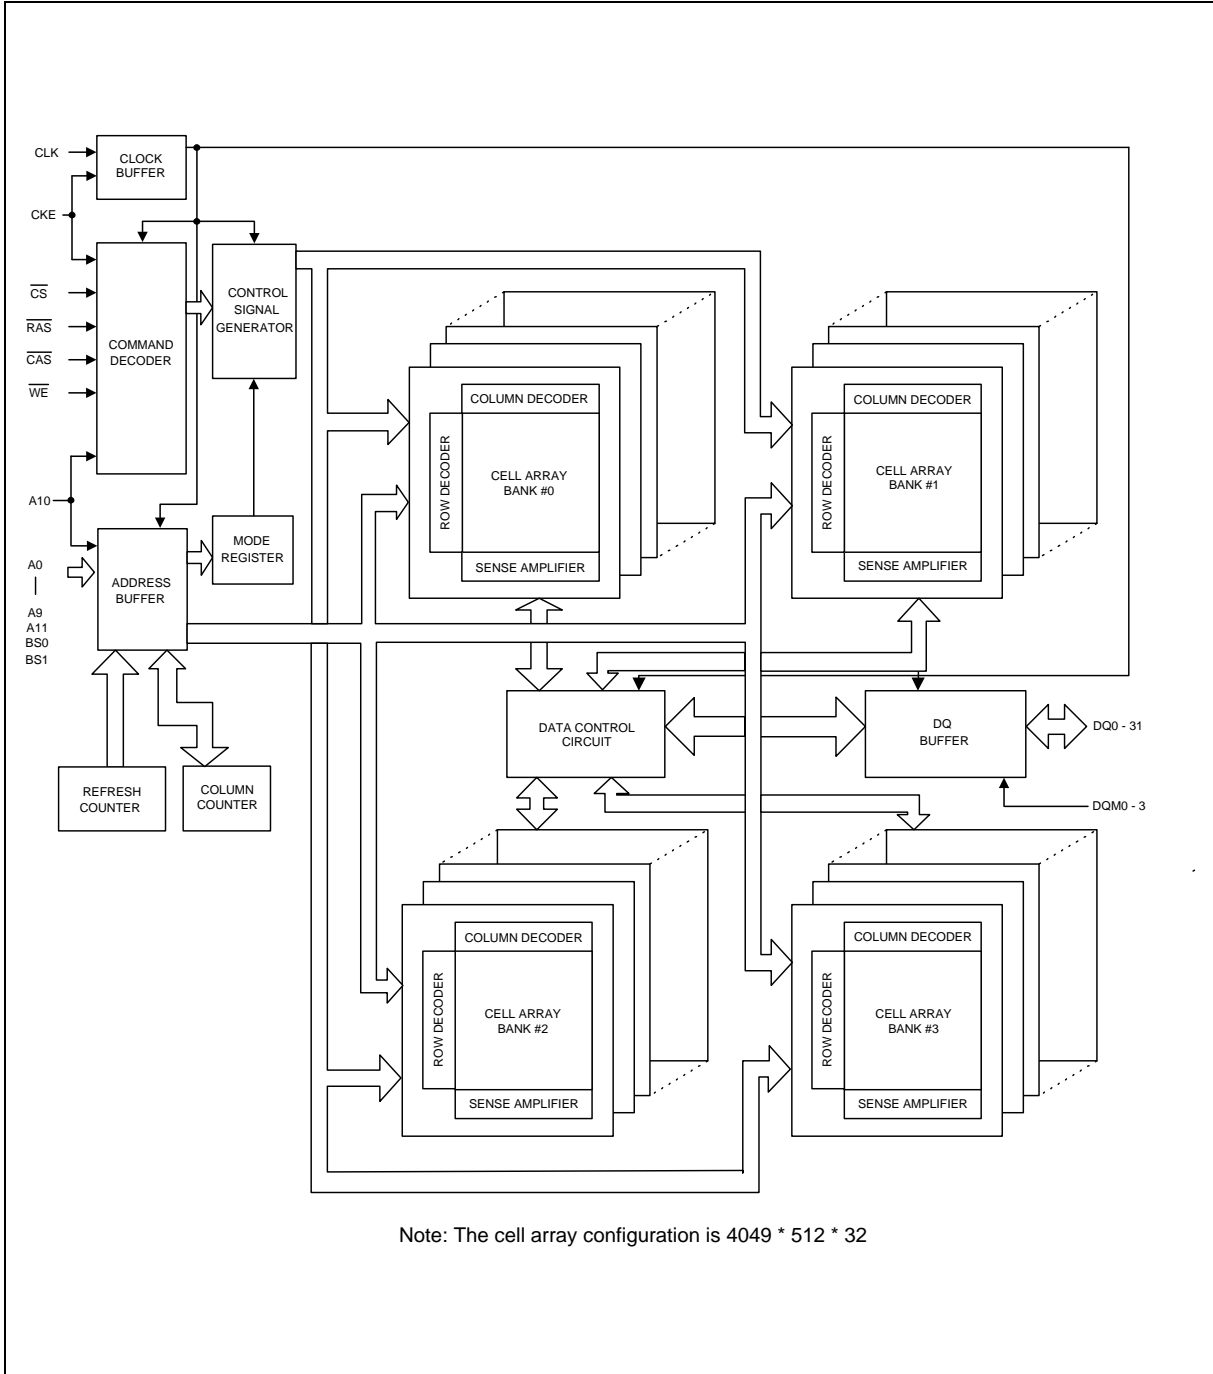 CLK
CLOCK
BUFFER
CKE
CS
RAS
CAS
WE
COMMAND
DECODER
CONTROL
SIGNAL
GENERATOR
A10
A0
A9
A11
BS0
BS1
ADDRESS
BUFFER
MODE
REGISTER
REFRESH
COUNTER
COLUMN
COUNTER
COLUMN DECODER
ROW DECODER
CELL ARRAY
BANK #0
SENSE AMPLIFIER
COLUMN DECODER
ROW DECODER
CELL ARRAY
BANK #1
SENSE AMPLIFIER
DATA CONTROL
CIRCUIT
DQ
BUFFER
DQ0 - 31
DQM0 - 3
COLUMN DECODER
ROW DECODER
CELL ARRAY
BANK #2
SENSE AMPLIFIER
COLUMN DECODER
ROW DECODER
CELL ARRAY
BANK #3
SENSE AMPLIFIER
Note: The cell array configuration is 4049 * 512 * 32